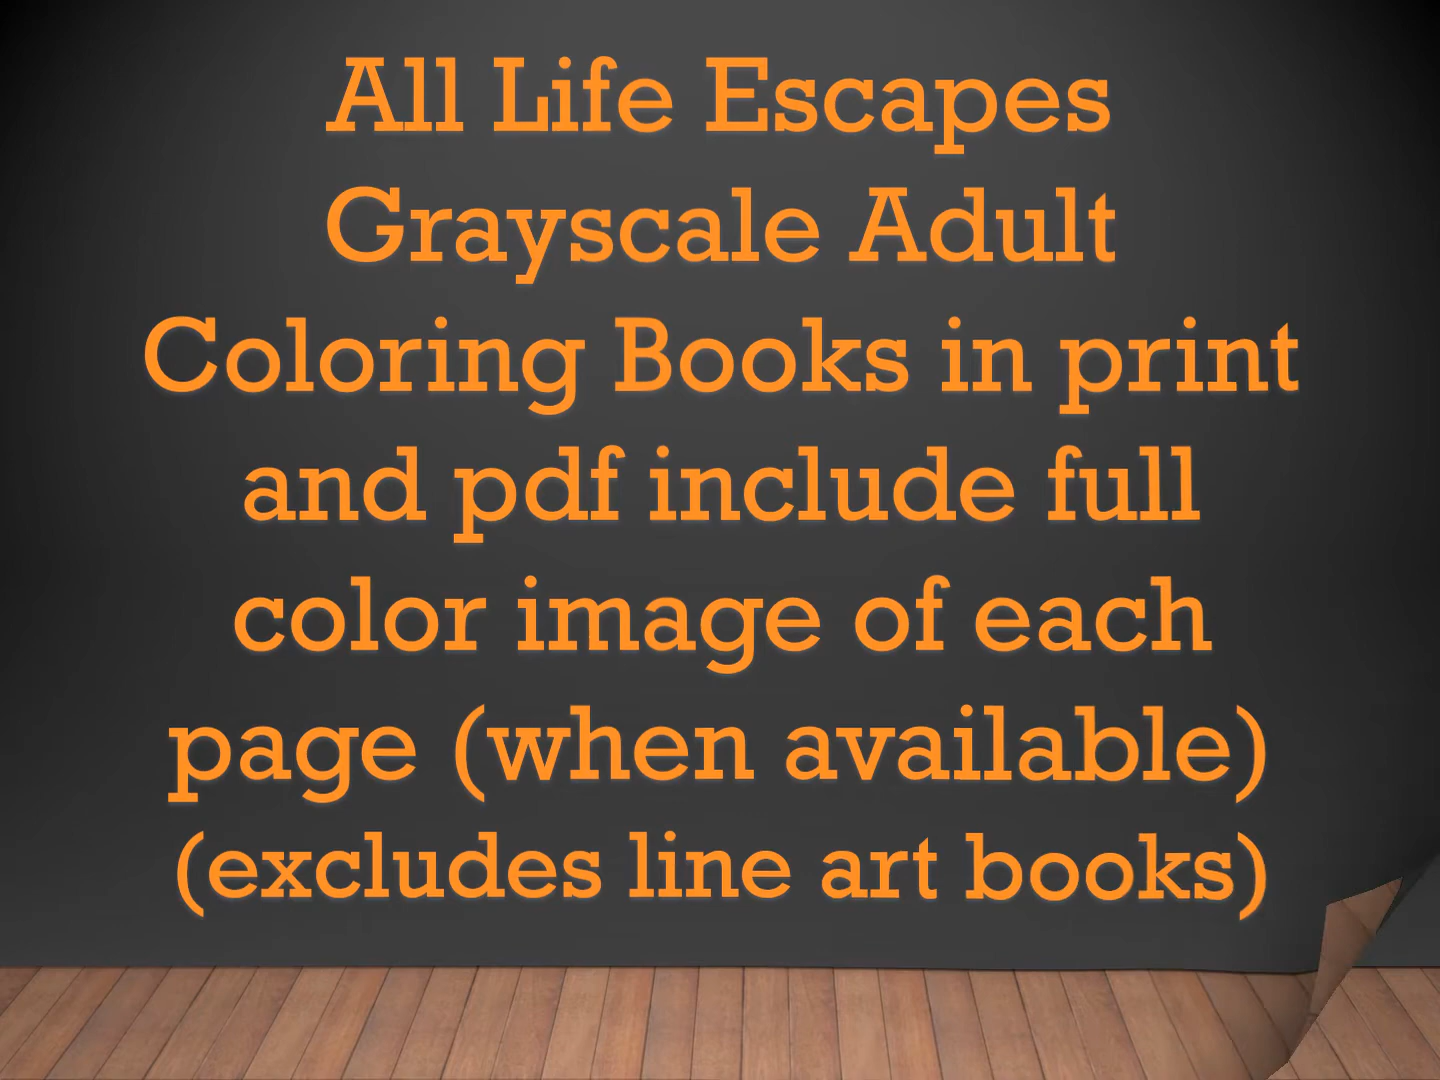 All Life Escapes
Grayscale Adult
Coloring Books in print
and pdf include full
color image of each
page (when available)
(excludes line art books)